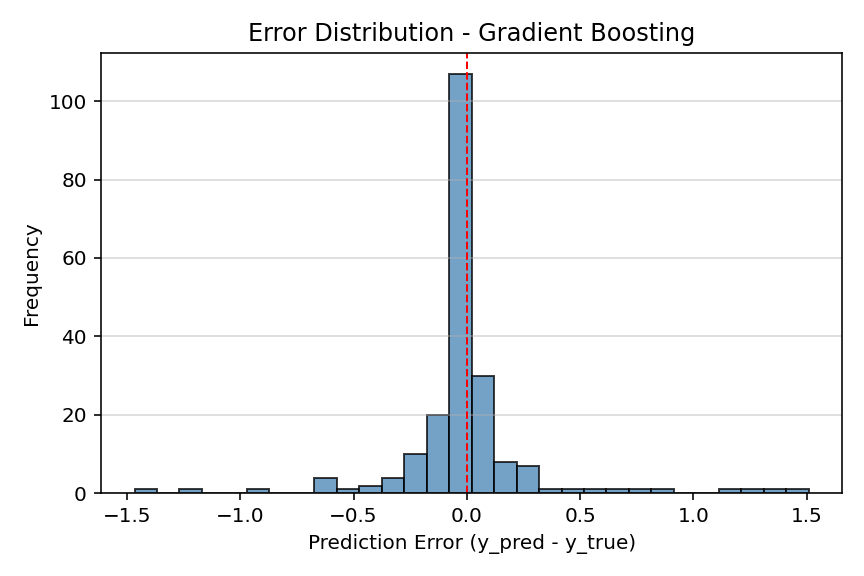 Error Distribution - Gradient Boosting
Frequency
100
80
60
40
20
0
−1.5 −1.0 −0.5 0.0 0.5 1.0 1.5
Prediction Error (y_pred - y_true)